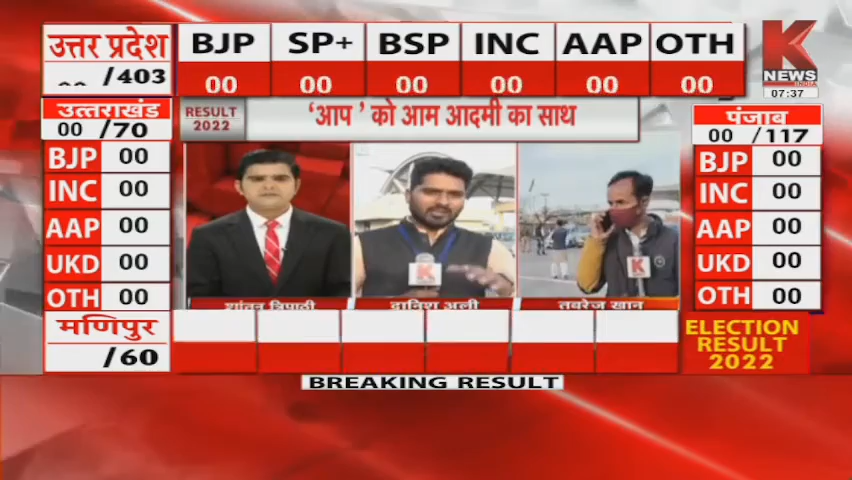 उत्तर प्रदेश
/403
BJP SP+ BSP INC AAP OTH
00 00 00 00 00 00
K
NEWS
INDIA
07:37
उत्तराखंड
00 /70
BJP 00
INC 00
AAP 00
UKD 00
OTH 00
RESULT
2022
‘आप ’ को आम आदमी का साथ
पंजाब
00 /117
BJP 00
INC 00
AAP 00
UKD 00
OTH 00
शांतनु त्रिपाठी
दानिश अली
तबरेज खान
मणिपुर
/60
ELECTION
RESULT
2022
BREAKING RESULT